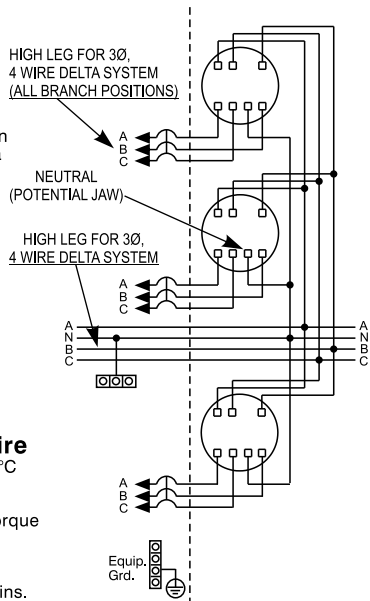 HIGH LEG FOR 3Ø,
4 WIRE DELTA SYSTEM
(ALL BRANCH POSITIONS)
n
A
B
C
NEUTRAL
(POTENTIAL JAW)
HIGH LEG FOR 3Ø,
4 WIRE DELTA SYSTEM
A
B
C
A
N
B
C
A
N
B
C
ire
°C
A
B
C
orque
Equip.
Grd.
ins.